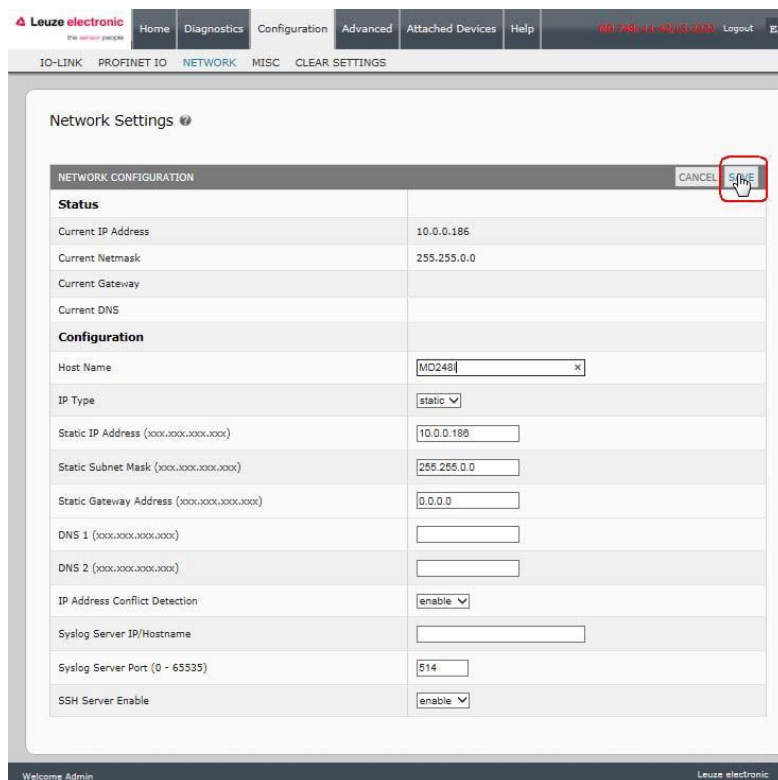 Leuze electronic
the sensor people
Home Diagnostics Configuration Advanced Attached Devices Help Logout E
IO-LINK PROFINET IO NETWORK MISC CLEAR SETTINGS
Network Settings
NETWORK CONFIGURATION CANCEL SAVE
Status
Current IP Address 10.0.0.186
Current Netmask 255.255.0.0
Current Gateway
Current DNS
Configuration
Host Name MD248I ×
IP Type static
Static IP Address (xxx.xxx.xxx.xxx) 10.0.0.186
Static Subnet Mask (xxx.xxx.xxx.xxx) 255.255.0.0
Static Gateway Address (xxx.xxx.xxx.xxx) 0.0.0.0
DNS 1 (xxx.xxx.xxx.xxx)
DNS 2 (xxx.xxx.xxx.xxx)
IP Address Conflict Detection enable
Syslog Server IP/Hostname
Syslog Server Port (0 - 65535) 514
SSH Server Enable enable
Welcome Admin Leuze electronic